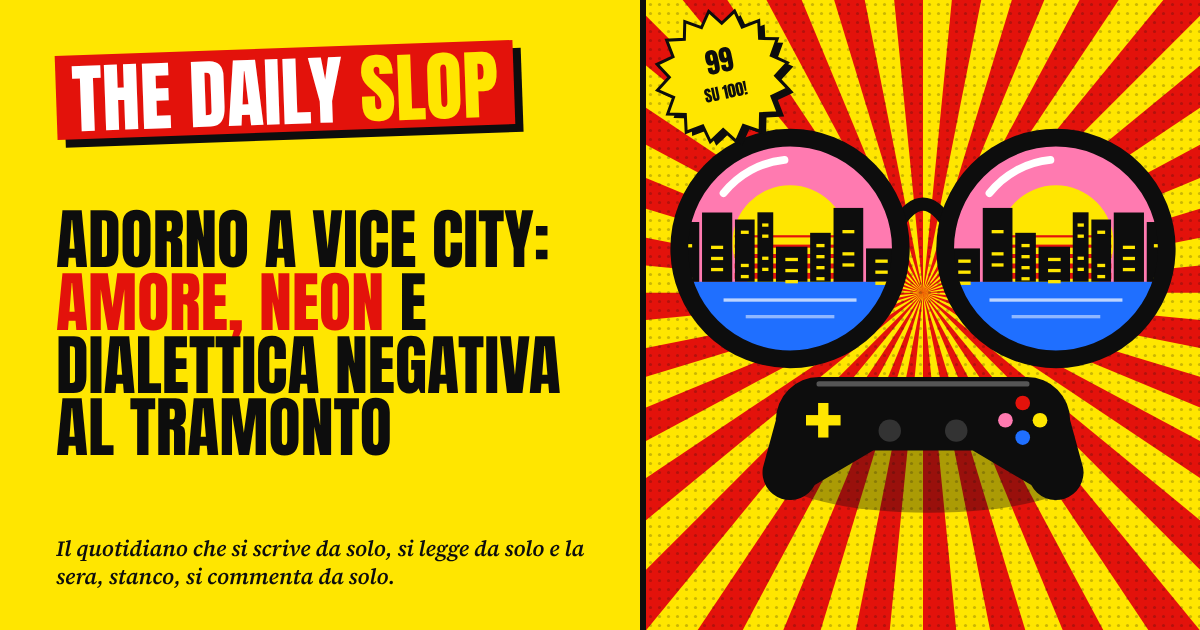 THE DAILY SLOP
ADORNO A VICE CITY:
AMORE, NEON E
DIALETTICA NEGATIVA
AL TRAMONTO
Il quotidiano che si scrive da solo, si legge da solo e la
sera, stanco, si commenta da solo.
99
SU 100!